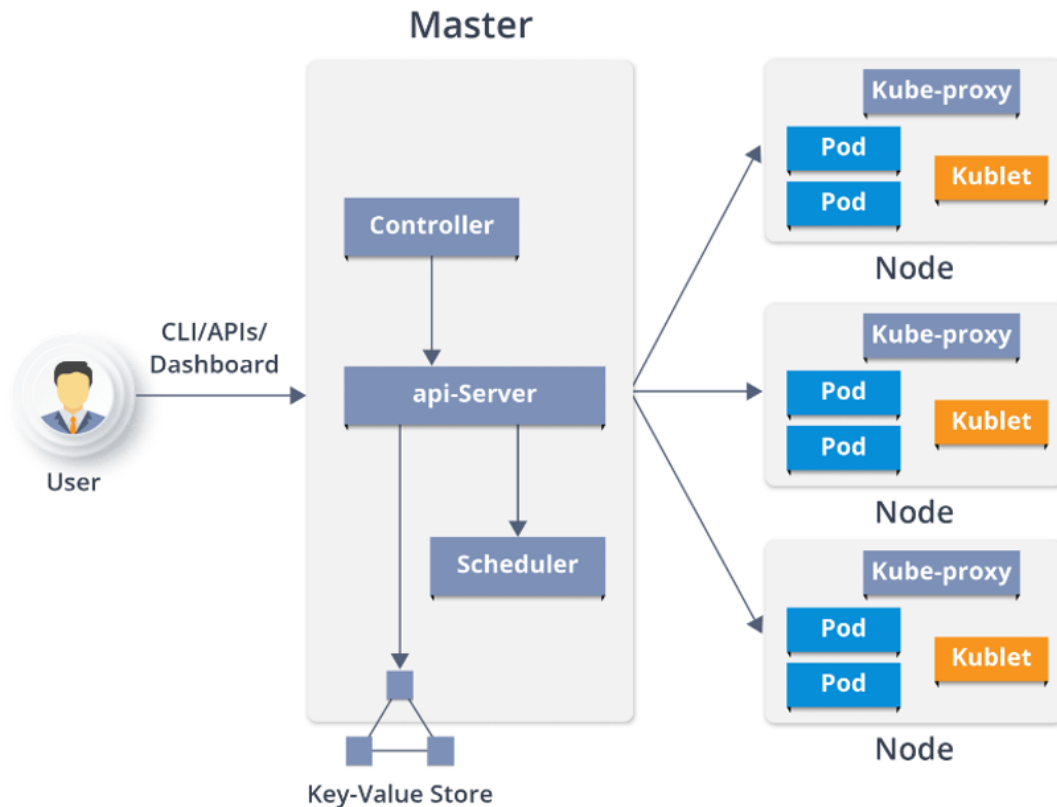 Master
Controller
api-Server
Scheduler
Key-Value Store
CLI/APIs/
Dashboard
User
Kube-proxy
Pod
Pod
Kublet
Node
Kube-proxy
Pod
Pod
Kublet
Node
Kube-proxy
Pod
Pod
Kublet
Node